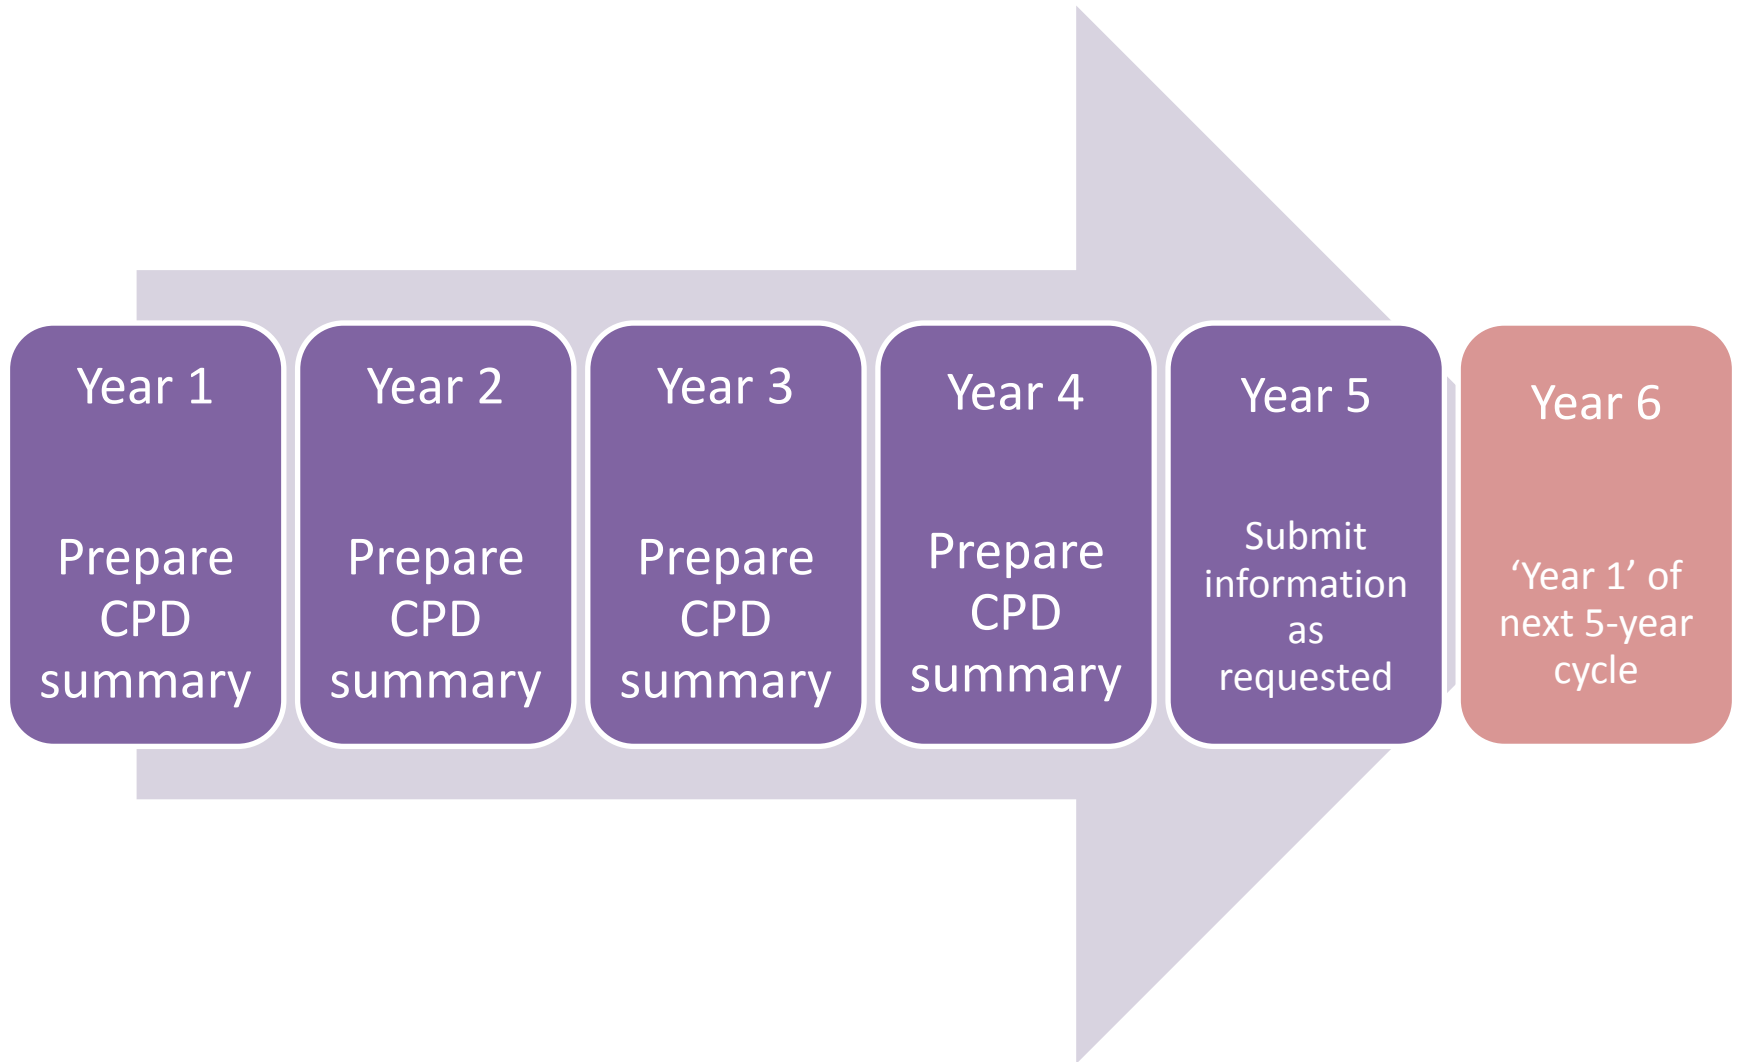 Year 1
Prepare
CPD
summary
Year 2
Prepare
CPD
summary
Year 3
Prepare
CPD
summary
Year 4
Prepare
CPD
summary
Year 5
Submit
information
as
requested
Year 6
‘Year 1’ of
next 5-year
cycle